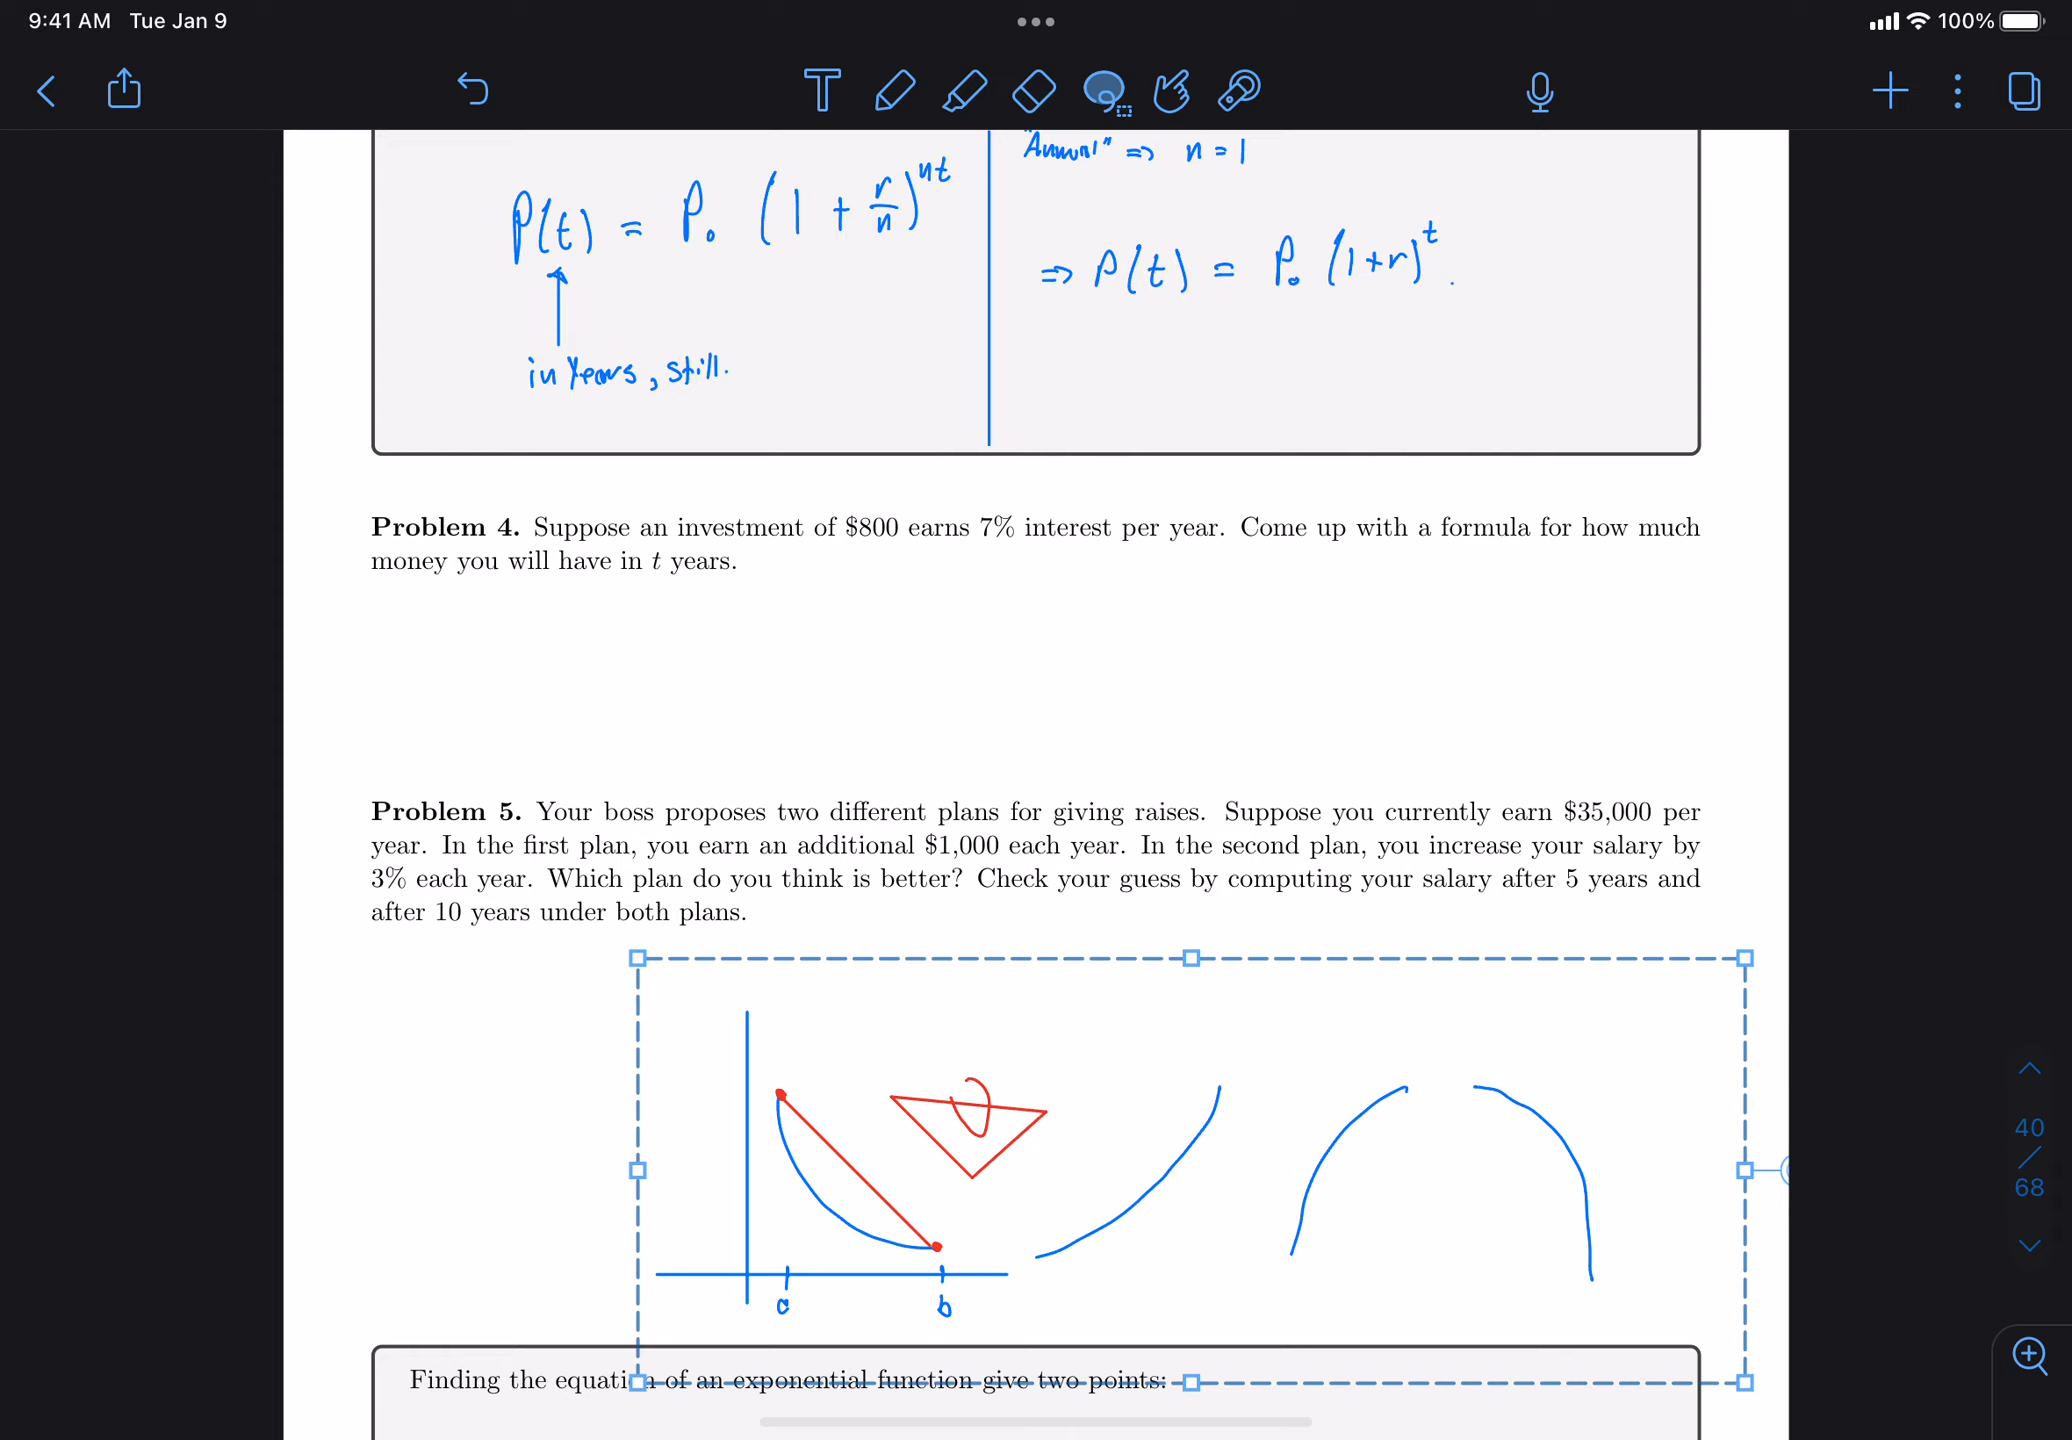 9:41 AM Tue Jan 9
100%
"Annual" ⇒ n = 1
P(t) = P₀ (1 + r/n)^nt
⇒ P(t) = P₀ (1+r)^t.
in years, still.
Problem 4. Suppose an investment of $800 earns 7% interest per year. Come up with a formula for how much
money you will have in t years.
Problem 5. Your boss proposes two different plans for giving raises. Suppose you currently earn $35,000 per
year. In the first plan, you earn an additional $1,000 each year. In the second plan, you increase your salary by
3% each year. Which plan do you think is better? Check your guess by computing your salary after 5 years and
after 10 years under both plans.
a b
40
/
68
Finding the equation of an exponential function give two points: